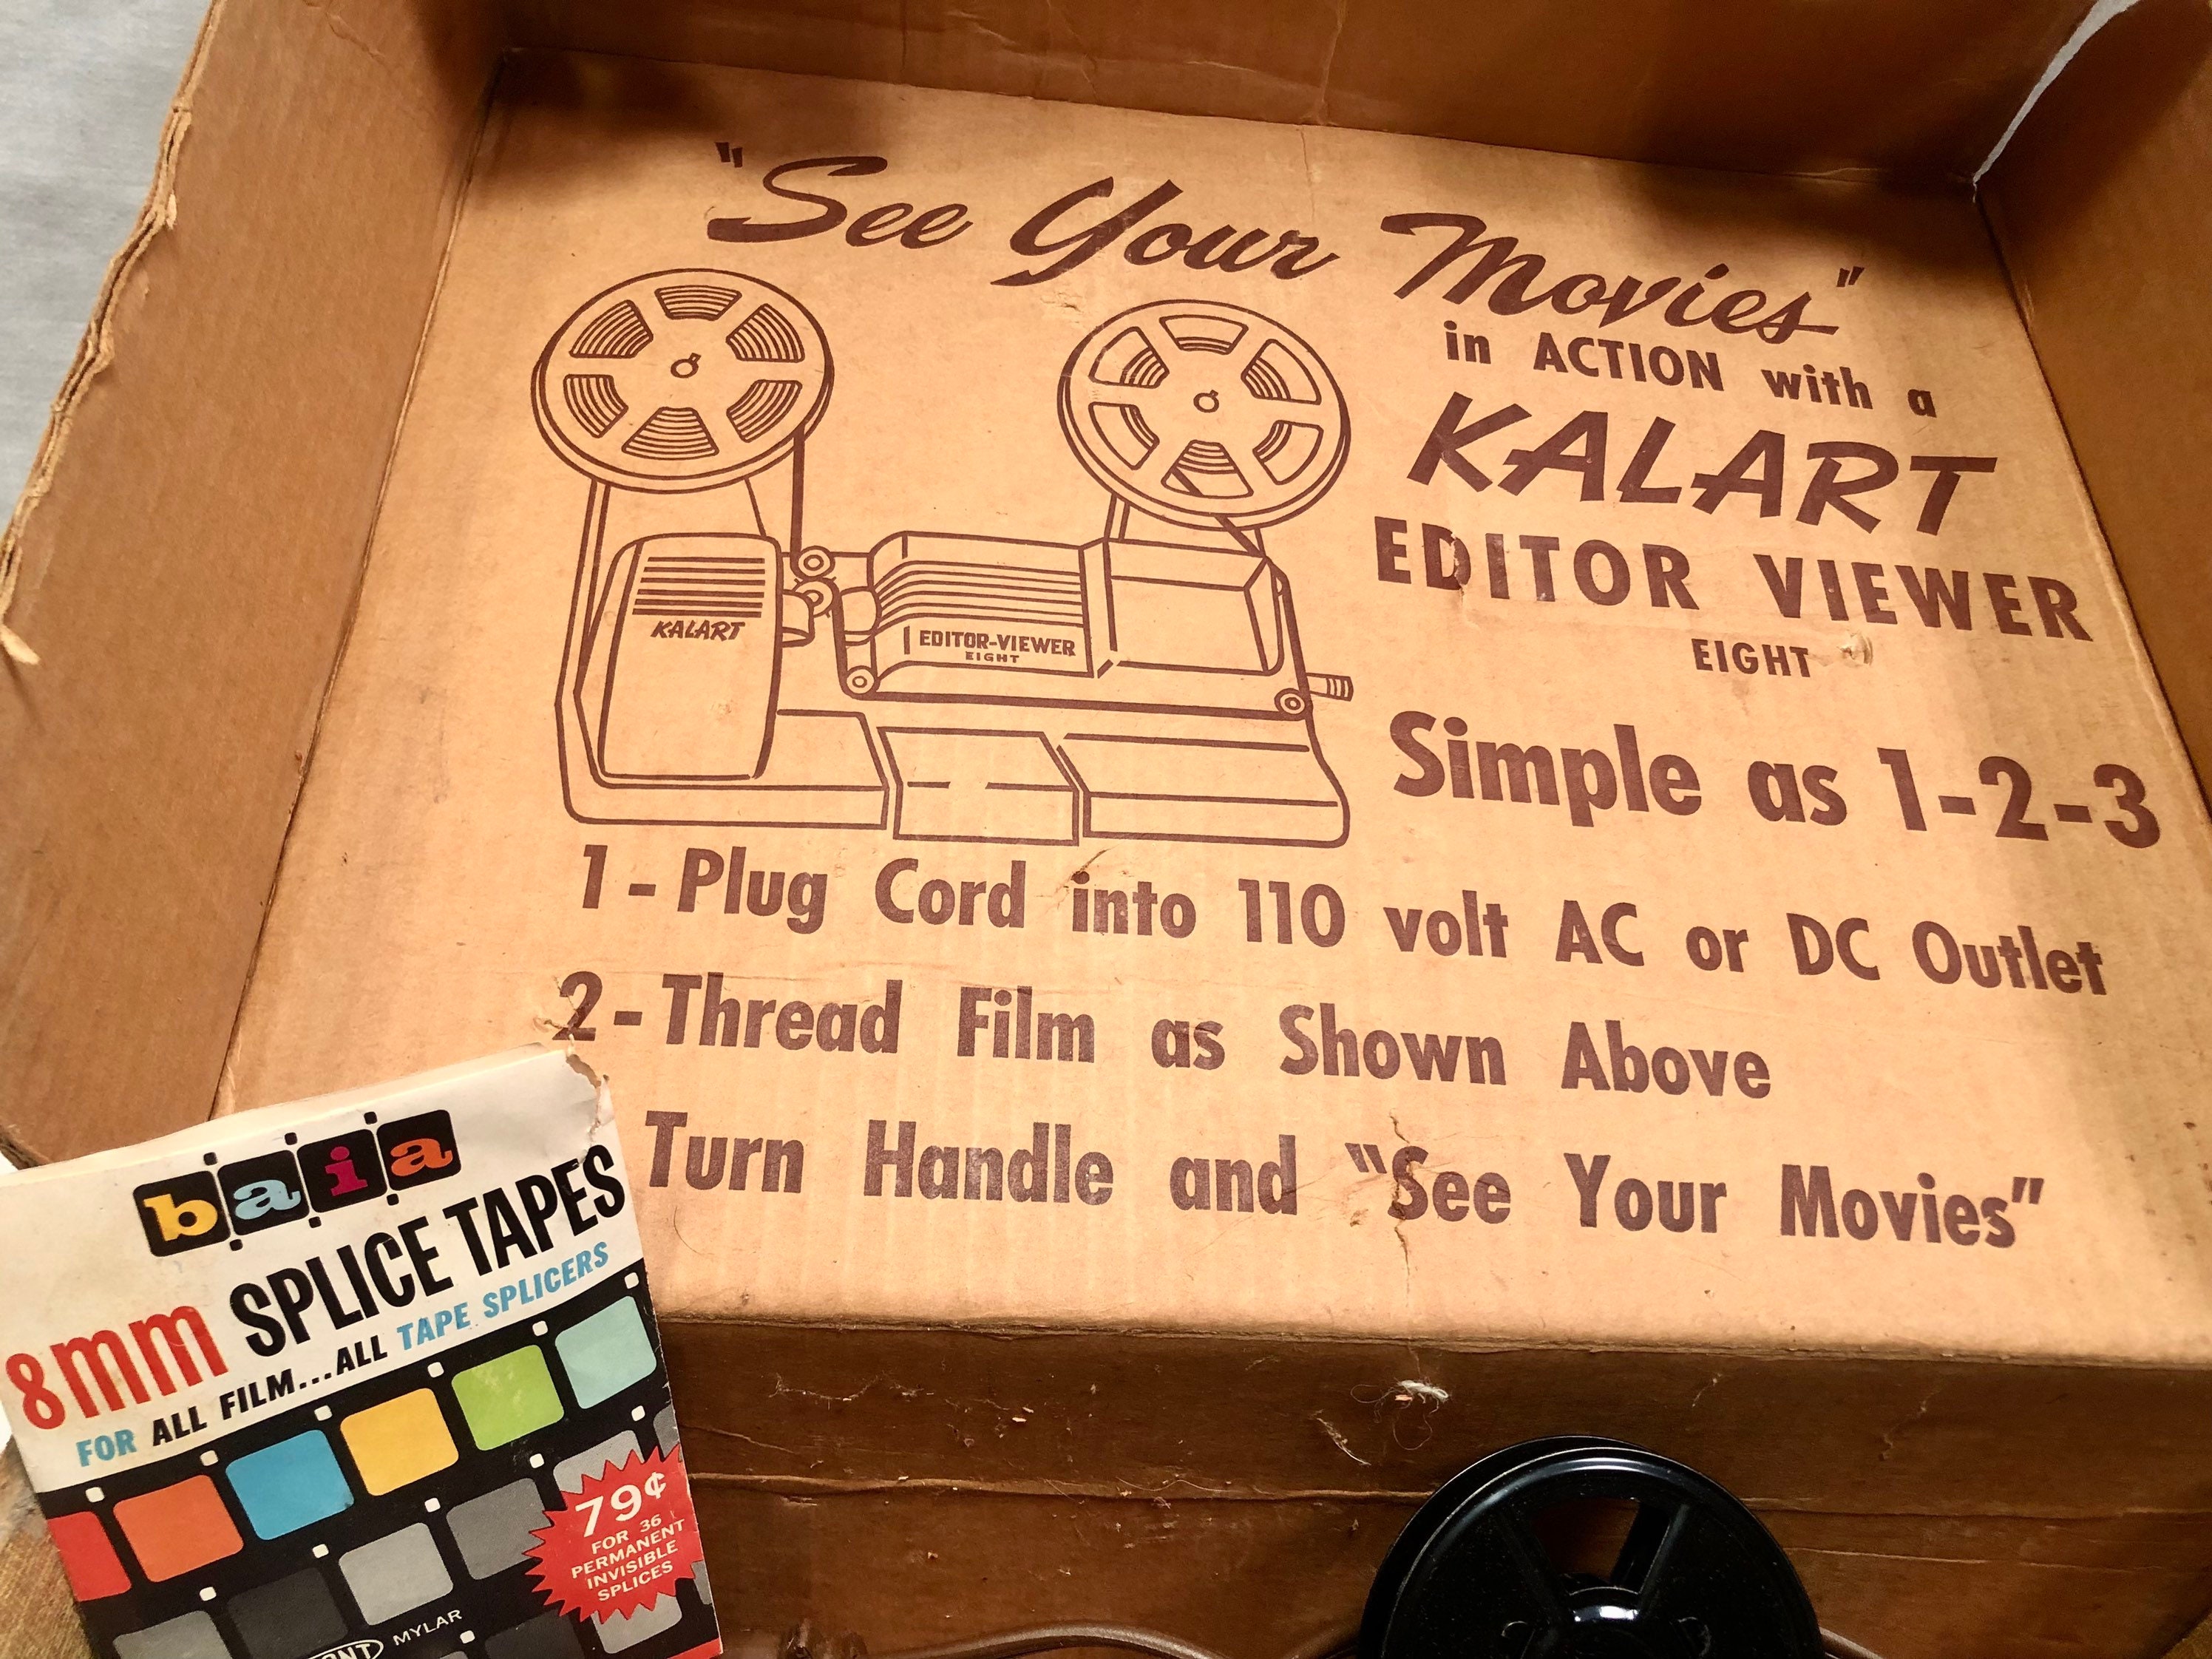 "See Your Movies"
in ACTION with a
KALART
EDITOR VIEWER
EIGHT
KALART
EDITOR-VIEWER
EIGHT
Simple as 1-2-3
1 - Plug Cord into 110 volt AC or DC Outlet
2 - Thread Film as Shown Above
Turn Handle and "See Your Movies"
baia
8mm SPLICE TAPES
FOR ALL FILM...ALL TAPE SPLICERS
79¢
FOR 36
PERMANENT
INVISIBLE
SPLICES
MYLAR